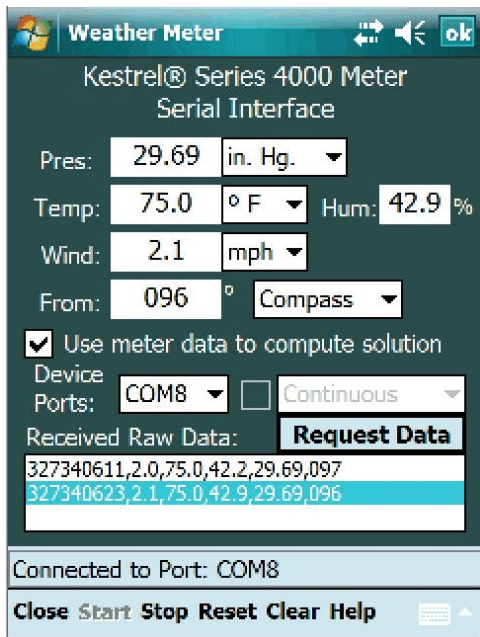 Weather Meter ok
Kestrel® Series 4000 Meter
Serial Interface
Pres: 29.69 in. Hg.
Temp: 75.0 º F Hum: 42.9 %
Wind: 2.1 mph
From: 096 º Compass
Use meter data to compute solution
Device
Ports: COM8 Continuous
Received Raw Data: Request Data
327340611,2.0,75.0,42.2,29.69,097
327340623,2.1,75.0,42.9,29.69,096
Connected to Port: COM8
Close Start Stop Reset Clear Help